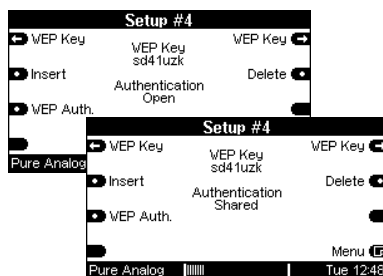 Setup #4
WEP Key WEP Key WEP Key
sd41uzk
Insert Delete
Authentication
Open
WEP Auth.
Pure Analog
Setup #4
WEP Key WEP Key WEP Key
sd41uzk
Insert Delete
Authentication
Shared
WEP Auth.
Menu
Pure Analog Tue 12:48